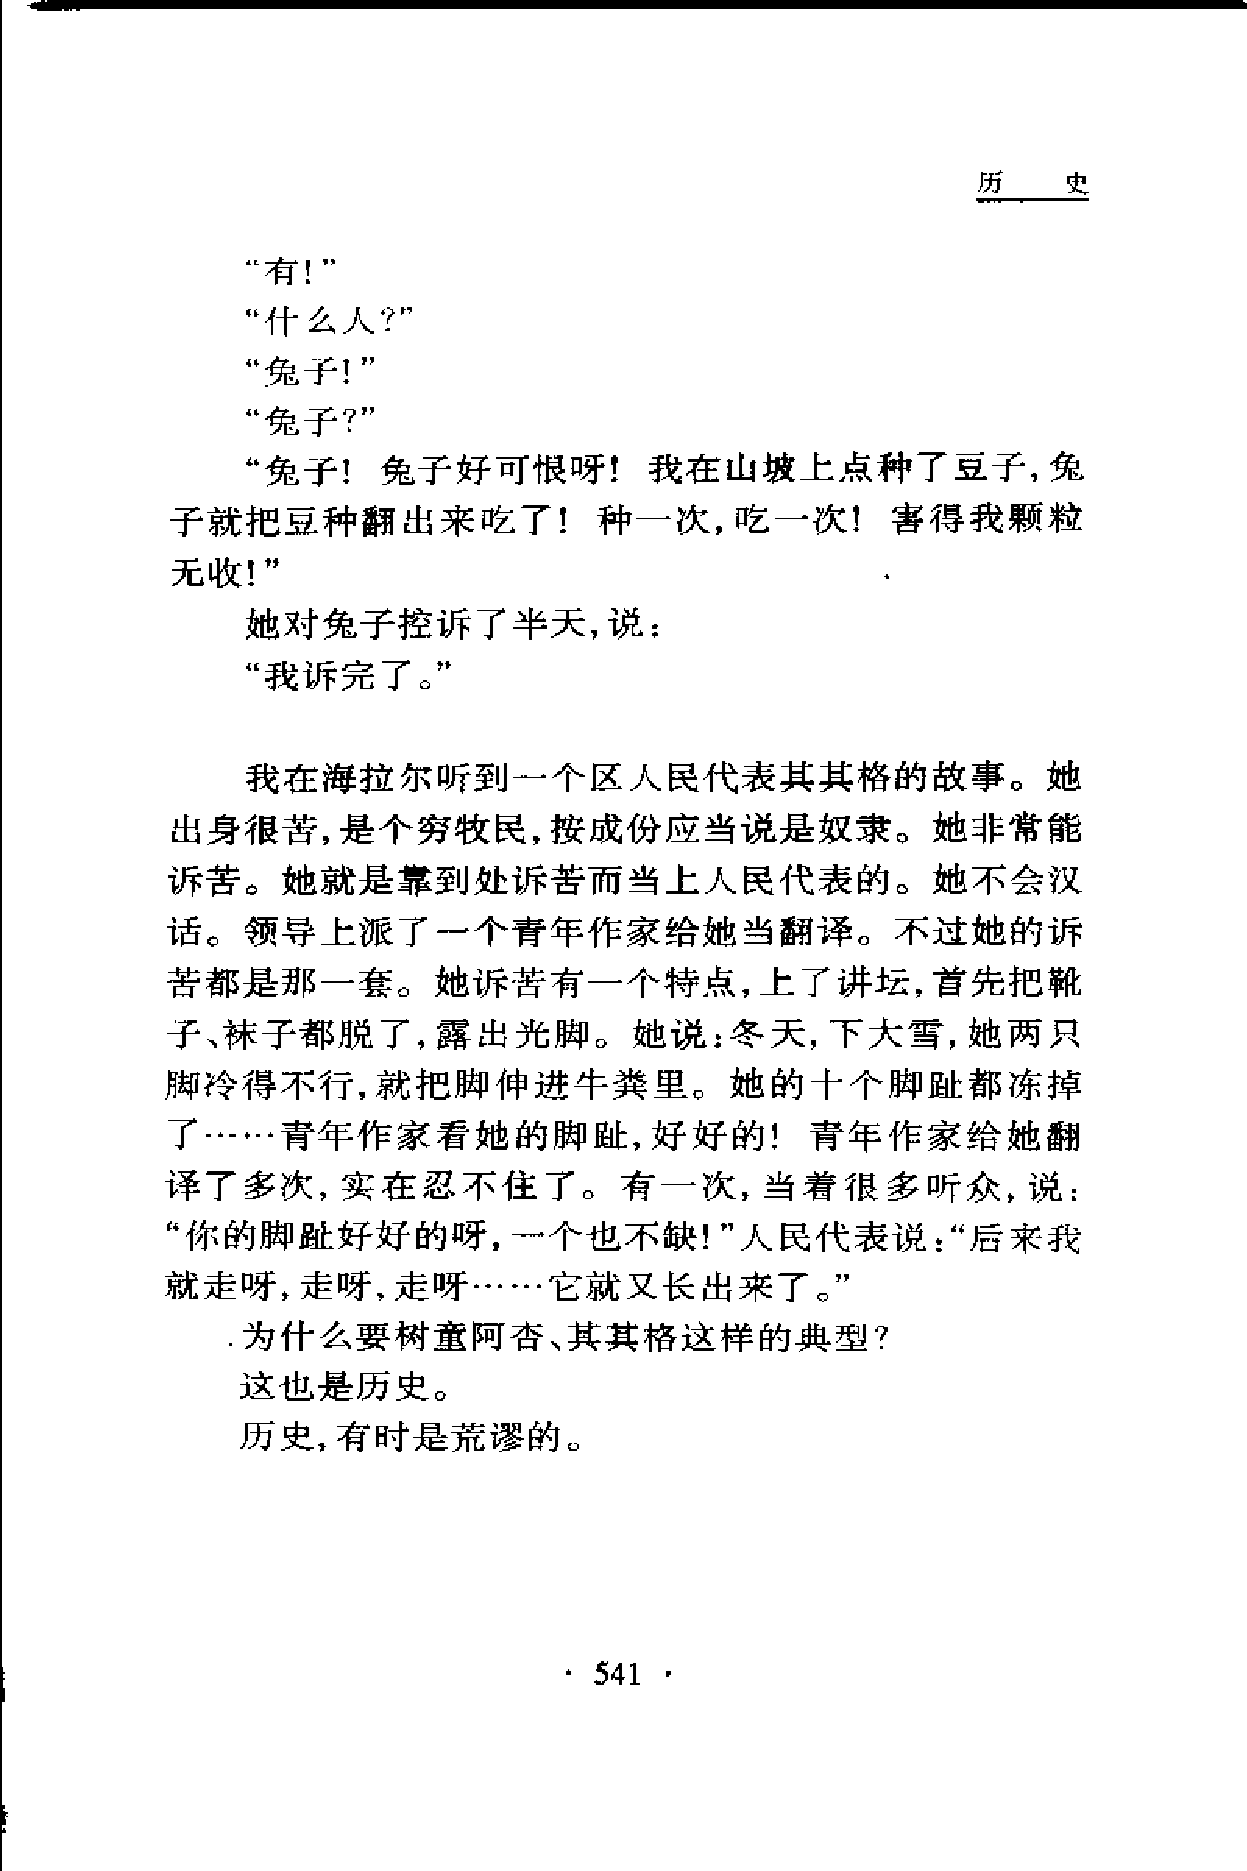 历 史
“有！”
“什么人？”
“兔子！”
“兔子？”
“兔子！兔子好可恨呀！我在山坡上点种了豆子，兔
子就把豆种翻出来吃了！种一次，吃一次！害得我颗粒
无收！”
她对兔子控诉了半天，说：
“我诉完了。”
我在海拉尔听到一个区人民代表其其格的故事。她
出身很苦，是个穷牧民，按成份应当说是奴隶。她非常能
诉苦。她就是靠到处诉苦而当上人民代表的。她不会汉
话。领导上派了一个青年作家给她当翻译。不过她的诉
苦都是那一套。她诉苦有一个特点，上了讲坛，首先把靴
子、袜子都脱了，露出光脚。她说：冬天，下大雪，她两只
脚冷得不行，就把脚伸进牛粪里。她的十个脚趾都冻掉
了……青年作家看她的脚趾，好好的！青年作家给她翻
译了多次，实在忍不住了。有一次，当着很多听众，说：
“你的脚趾好好的呀，一个也不缺！”人民代表说：“后来我
就走呀，走呀，走呀……它就又长出来了。”
为什么要树童阿杏、其其格这样的典型？
这也是历史。
历史，有时是荒谬的。
· 541 ·